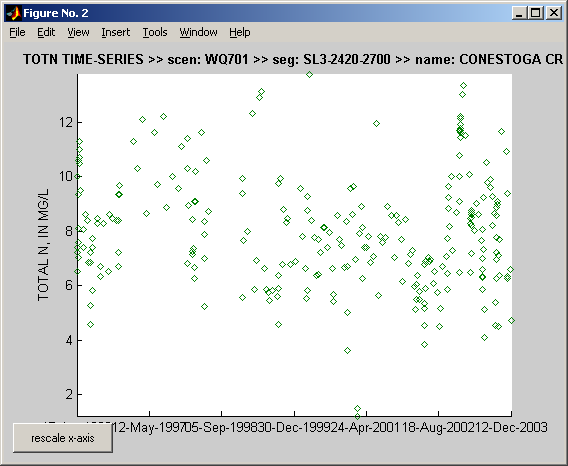 Figure No. 2
File Edit View Insert Tools Window Help
TOTN TIME-SERIES >> scen: WQ701 >> seg: SL3-2420-2700 >> name: CONESTOGA CR
TOTAL N, IN MG/L
12
10
8
6
4
2
12-May-1997 05-Sep-1998 30-Dec-1999 24-Apr-2001 18-Aug-2002 12-Dec-2003
rescale x-axis